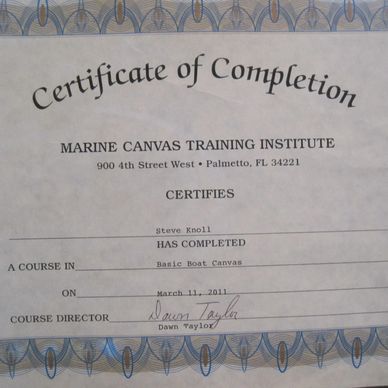 Certificate of Completion
MARINE CANVAS TRAINING INSTITUTE
900 4th Street West • Palmetto, FL 34221
CERTIFIES
Steve Knoll
HAS COMPLETED
A COURSE IN Basic Boat Canvas
ON March 11, 2011
COURSE DIRECTOR Dawn Taylor
Dawn Taylor